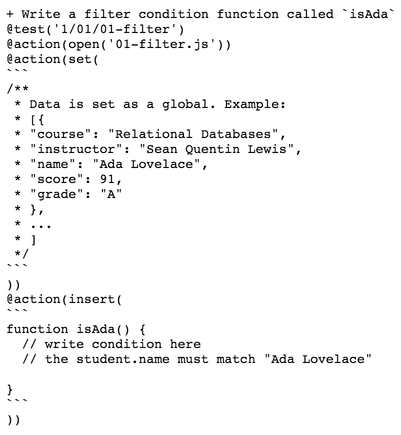 + Write a filter condition function called `isAda`
@test('1/01/01-filter')
@action(open('01-filter.js'))
@action(set(
```
/**
 * Data is set as a global. Example:
 * [{
 * "course": "Relational Databases",
 * "instructor": "Sean Quentin Lewis",
 * "name": "Ada Lovelace",
 * "score": 91,
 * "grade": "A"
 * },
 * ...
 * ]
 */
```
))
@action(insert(
```
function isAda() {
  // write condition here
  // the student.name must match "Ada Lovelace"

}
```
))